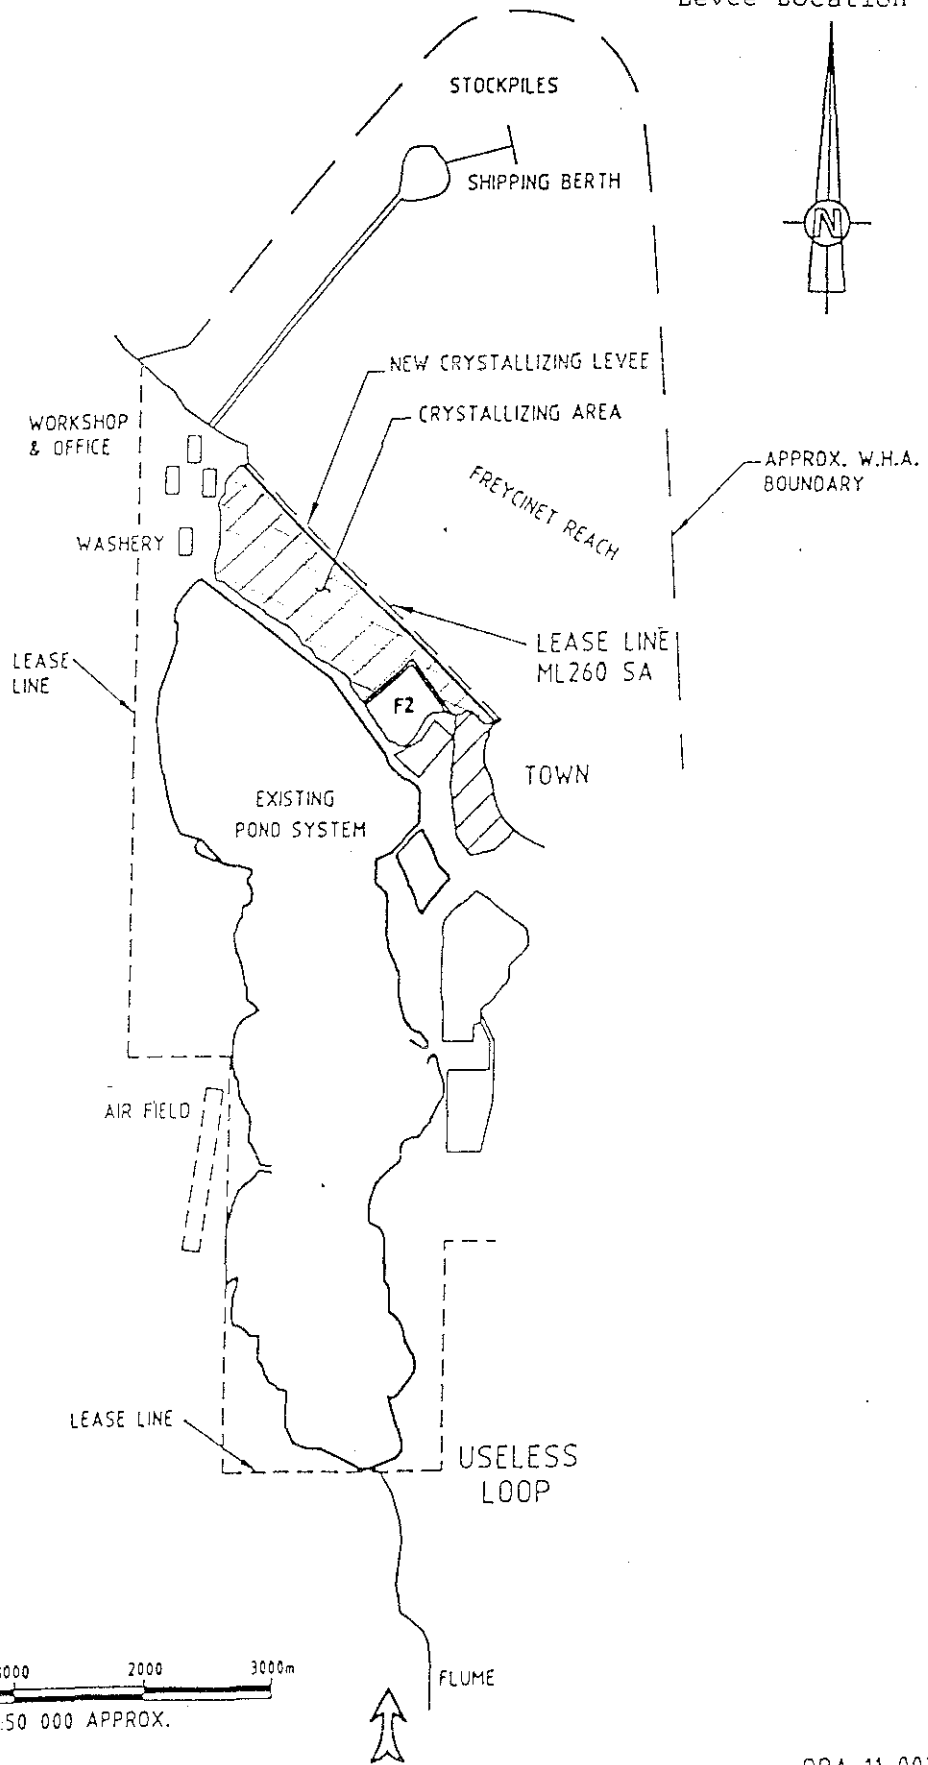 Levee Location
STOCKPILES
SHIPPING BERTH
N
NEW CRYSTALLIZING LEVEE
CRYSTALLIZING AREA
WORKSHOP
& OFFICE
APPROX. W.H.A.
BOUNDARY
FREYCINET REACH
WASHERY
LEASE LINE
ML260 SA
LEASE
LINE
F2
TOWN
EXISTING
POND SYSTEM
AIR FIELD
LEASE LINE
USELESS
LOOP
2000
3000m
50 000 APPROX.
FLUME